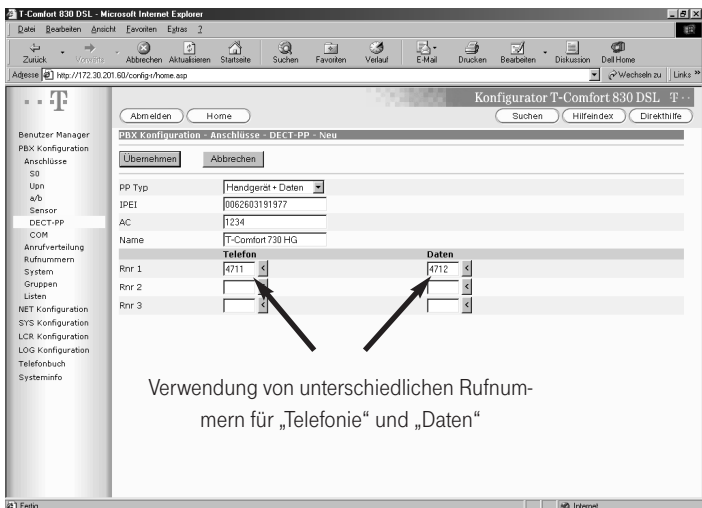 T-Comfort 830 DSL - Microsoft Internet Explorer
Datei Bearbeiten Ansicht Favoriten Extras ?
Zurück Vorwärts Abbrechen Aktualisieren Startseite Suchen Favoriten Verlauf E-Mail Drucken Bearbeiten Diskussion Dell Home
Adresse http://172.30.201.60/config-r/home.asp Wechseln zu Links »
Konfigurator T-Comfort 830 DSL T··
··T·
Abmelden Home Suchen Hilfeindex Direkthilfe
PBX Konfiguration - Anschlüsse - DECT-PP - Neu
Übernehmen Abbrechen
Benutzer Manager
PBX Konfiguration
Anschlüsse
S0
Upn
a/b
Sensor
DECT-PP
COM
Anrufverteilung
Rufnummern
System
Gruppen
Listen
NET Konfiguration
SYS Konfiguration
LCR Konfiguration
LOG Konfiguration
Telefonbuch
Systeminfo
PP Typ Handgerät + Daten
IPEI 0062603191977
AC 1234
Name T-Comfort 730 HG
Telefon Daten
Rnr 1 4711 < 4712 <
Rnr 2 < <
Rnr 3 < <
Verwendung von unterschiedlichen Rufnum-
mern für „Telefonie“ und „Daten“
Fertig Internet